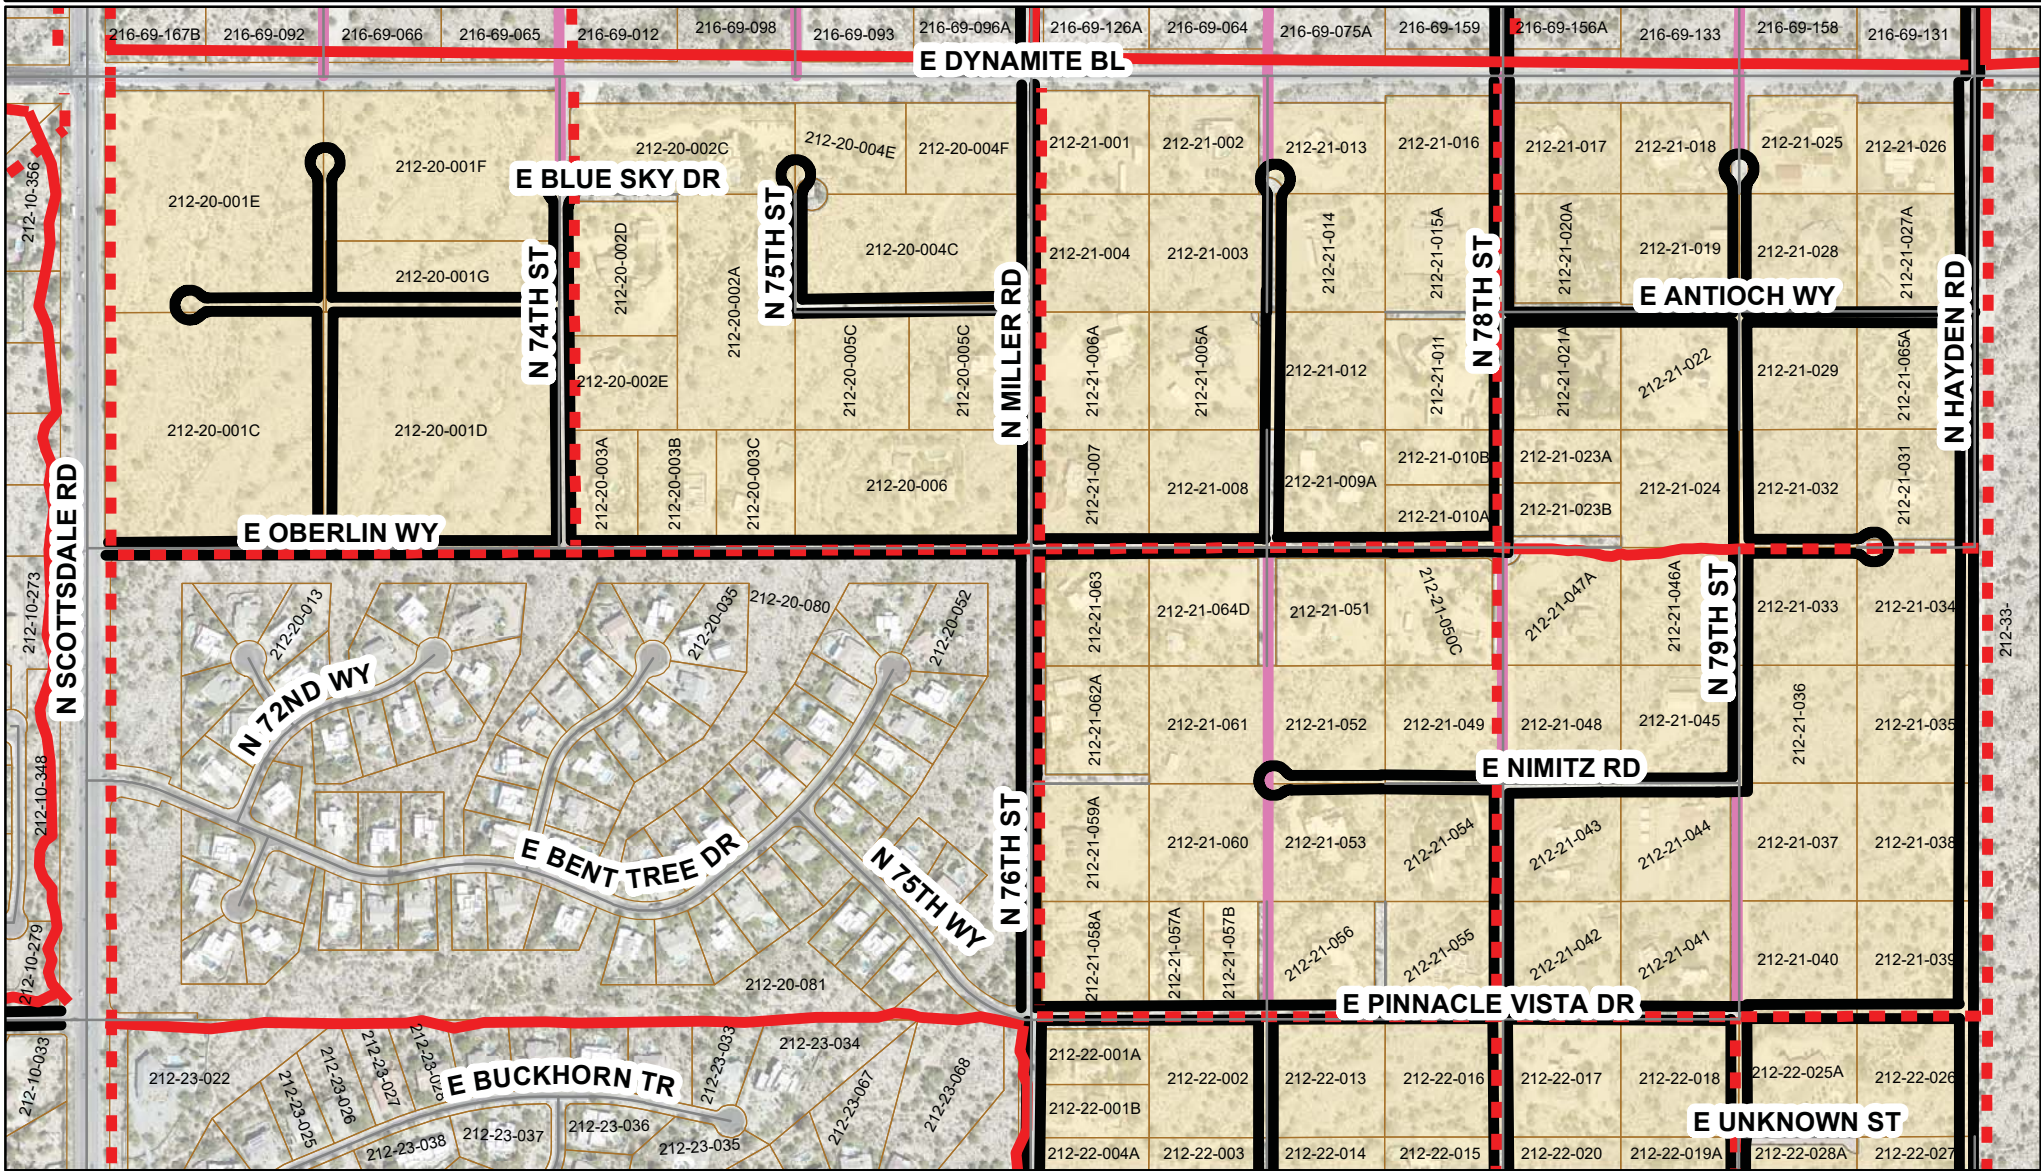 216-69-167B
216-69-092
216-69-066
216-69-065
216-69-012
216-69-098
216-69-093
216-69-096A
216-69-126A
216-69-064
216-69-075A
216-69-159
216-69-156A
216-69-133
216-69-158
216-69-131
E DYNAMITE BL
212-10-356
212-20-001E
212-20-001F
212-20-002C
212-20-004E
212-20-004F
212-21-001
212-21-002
212-21-013
212-21-016
212-21-017
212-21-018
212-21-025
212-21-026
E BLUE SKY DR
N 74TH ST
212-20-001G
212-20-002D
212-20-002A
N 75TH ST
212-20-004C
N MILLER RD
212-21-004
212-21-003
212-21-014
212-21-015A
N 78TH ST
212-21-020A
212-21-019
212-21-028
212-21-027A
E ANTIOCH WY
N HAYDEN RD
212-20-001C
212-20-001D
212-20-002E
212-20-005C
212-20-005C
212-21-006A
212-21-005A
212-21-012
212-21-011
212-21-021A
212-21-022
212-21-029
212-21-065A
212-20-003A
212-20-003B
212-20-003C
212-20-006
212-21-007
212-21-008
212-21-009A
212-21-010B
212-21-010A
212-21-023A
212-21-023B
212-21-024
212-21-032
212-21-031
E OBERLIN WY
N SCOTTSDALE RD
212-10-273
212-20-013
212-20-035
212-20-080
212-20-052
212-21-063
212-21-064D
212-21-051
212-21-050C
212-21-047A
212-21-046A
N 79TH ST
212-21-033
212-21-034
212-33-
N 72ND WY
212-21-062A
212-21-061
212-21-052
212-21-049
212-21-048
212-21-045
212-21-036
212-21-035
E NIMITZ RD
212-10-348
N 76TH ST
212-21-059A
212-21-060
212-21-053
212-21-054
212-21-043
212-21-044
212-21-037
212-21-038
E BENT TREE DR
N 75TH WY
212-10-279
212-20-081
212-21-058A
212-21-057A
212-21-057B
212-21-056
212-21-055
212-21-042
212-21-041
212-21-040
212-21-039
E PINNACLE VISTA DR
212-10-033
212-23-022
212-23-025
212-23-026
212-23-027
212-23-028
E BUCKHORN TR
212-23-033
212-23-034
212-23-067
212-23-068
212-22-001A
212-22-002
212-22-013
212-22-016
212-22-017
212-22-018
212-22-025A
212-22-026
212-22-001B
E UNKNOWN ST
212-23-038
212-23-037
212-23-036
212-23-035
212-22-004A
212-22-003
212-22-014
212-22-015
212-22-020
212-22-019A
212-22-028A
212-22-027